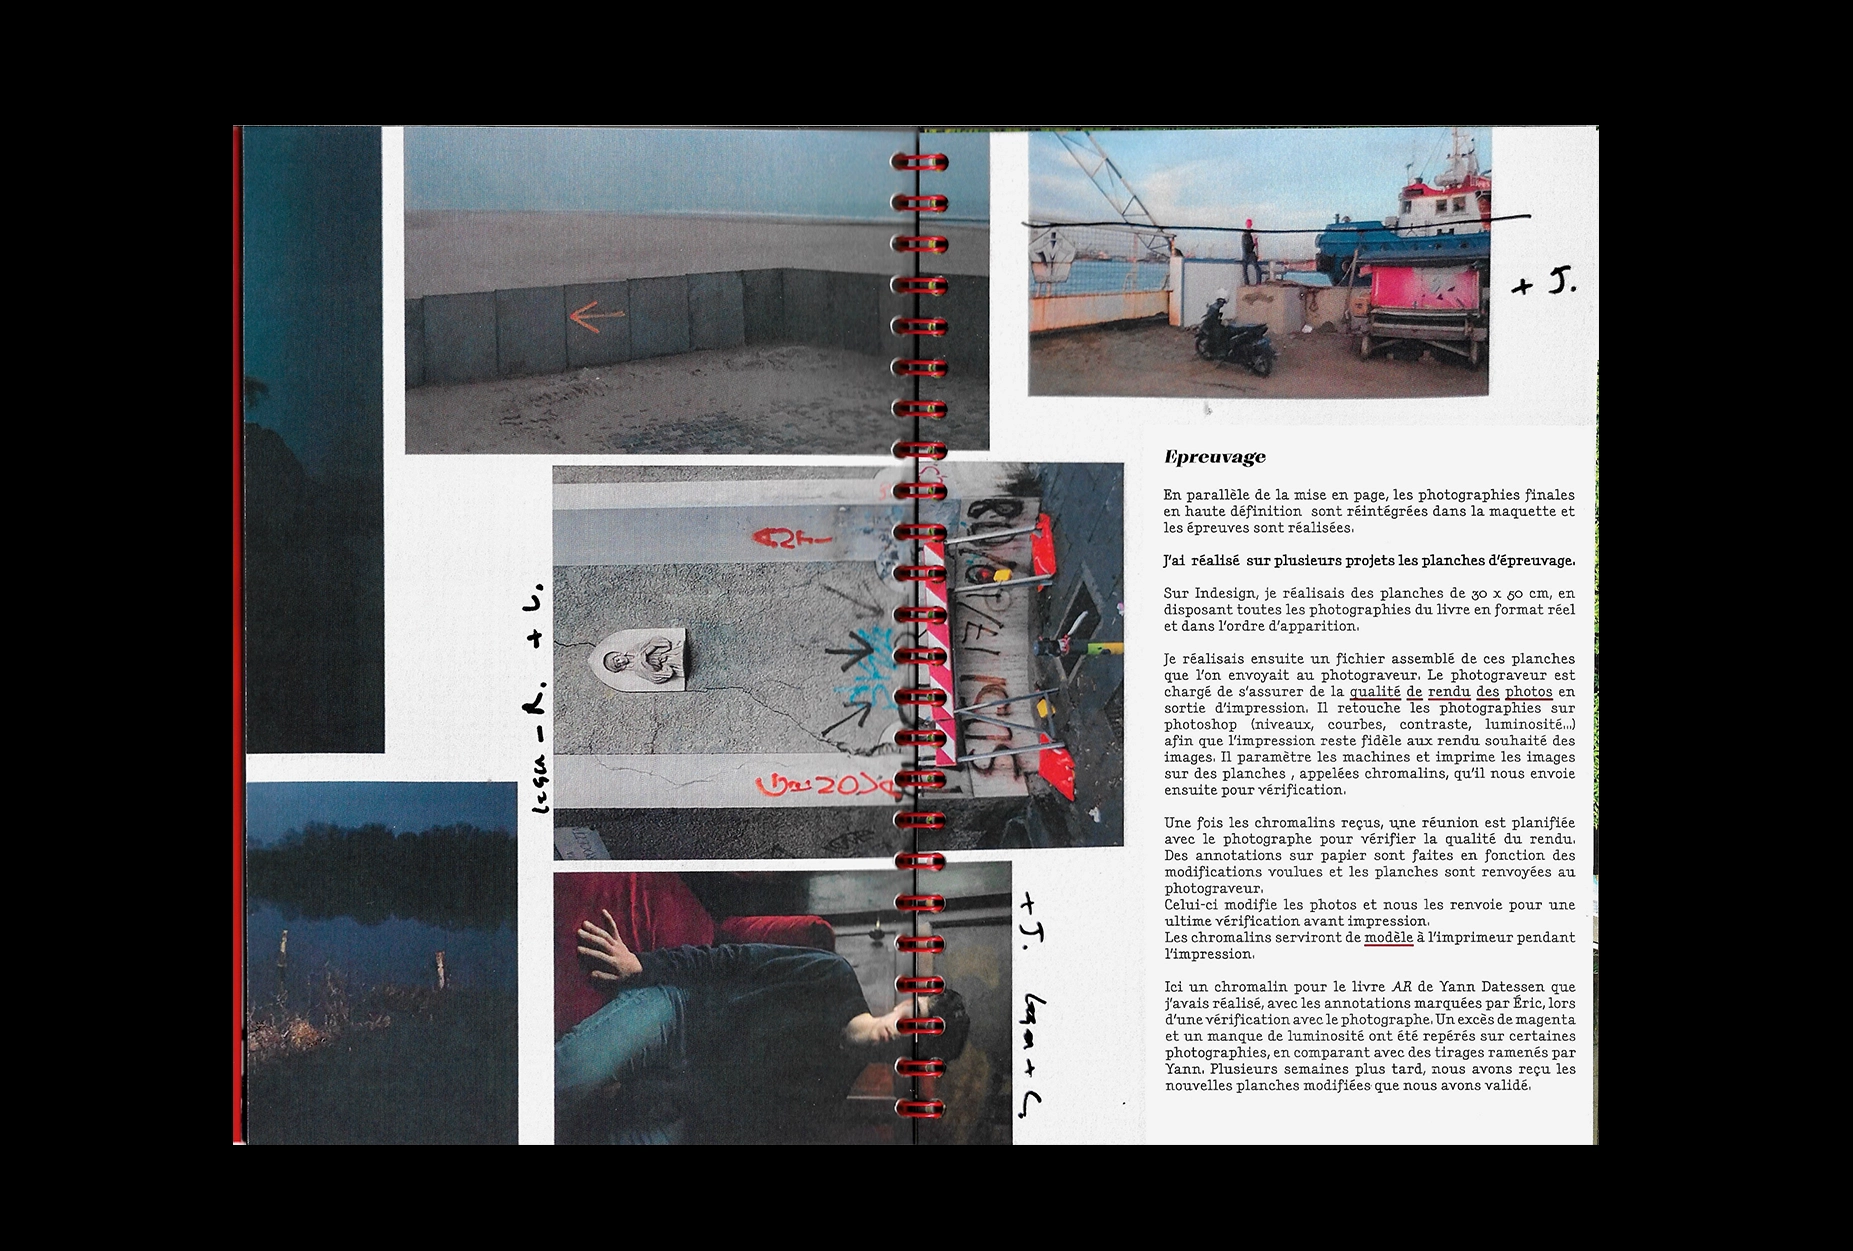 + J.
Epreuvage
En parallèle de la mise en page, les photographies finales
en haute définition sont réintégrées dans la maquette et
les épreuves sont réalisées.
J'ai réalisé sur plusieurs projets les planches d'épreuvage.
Sur Indesign, je réalisais des planches de 30 x 60 cm, en
disposant toutes les photographies du livre en format réel
et dans l'ordre d'apparition.
Je réalisais ensuite un fichier assemblé de ces planches
que l'on envoyait au photograveur. Le photograveur est
chargé de s'assurer de la qualité de rendu des photos en
sortie d'impression. Il retouche les photographies sur
photoshop (niveaux, courbes, contraste, luminosité...)
afin que l'impression reste fidèle aux rendu souhaité des
images. Il paramètre les machines et imprime les images
sur des planches , appelées chromalins, qu'il nous envoie
ensuite pour vérification.
Une fois les chromalins reçus, une réunion est planifiée
avec le photographe pour vérifier la qualité du rendu.
Des annotations sur papier sont faites en fonction des
modifications voulues et les planches sont renvoyées au
photograveur.
Celui-ci modifie les photos et nous les renvoie pour une
ultime vérification avant impression.
Les chromalins serviront de modèle à l'imprimeur pendant
l'impression.
Ici un chromalin pour le livre AR de Yann Datessen que
j'avais réalisé, avec les annotations marquées par Éric, lors
d'une vérification avec le photographe. Un excès de magenta
et un manque de luminosité ont été repérés sur certaines
photographies, en comparant avec des tirages ramenés par
Yann. Plusieurs semaines plus tard, nous avons reçu les
nouvelles planches modifiées que nous avons validé.
+ J.